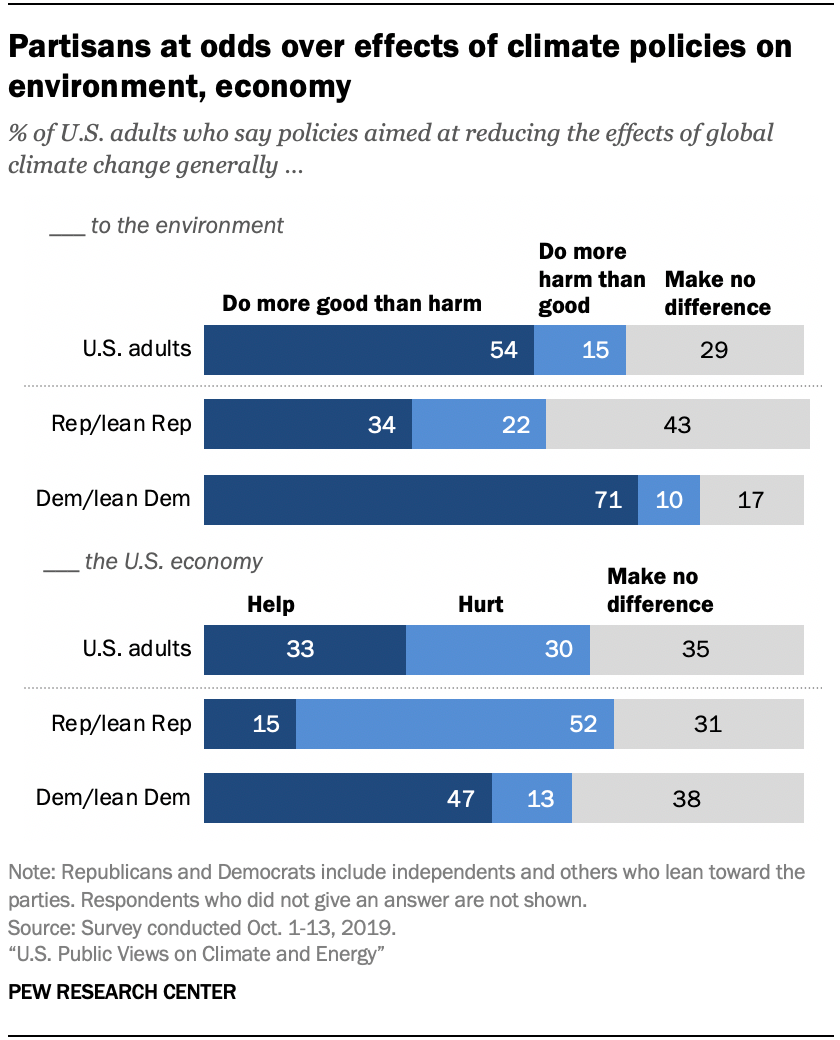 Partisans at odds over effects of climate policies on
environment, economy
% of U.S. adults who say policies aimed at reducing the effects of global
climate change generally ...
___ to the environment
Do more good than harm
Do more
harm than
good
Make no
difference
U.S. adults 54 15 29
Rep/lean Rep 34 22 43
Dem/lean Dem 71 10 17
___ the U.S. economy
Help Hurt
Make no
difference
U.S. adults 33 30 35
Rep/lean Rep 15 52 31
Dem/lean Dem 47 13 38
Note: Republicans and Democrats include independents and others who lean toward the
parties. Respondents who did not give an answer are not shown.
Source: Survey conducted Oct. 1-13, 2019.
“U.S. Public Views on Climate and Energy”
PEW RESEARCH CENTER